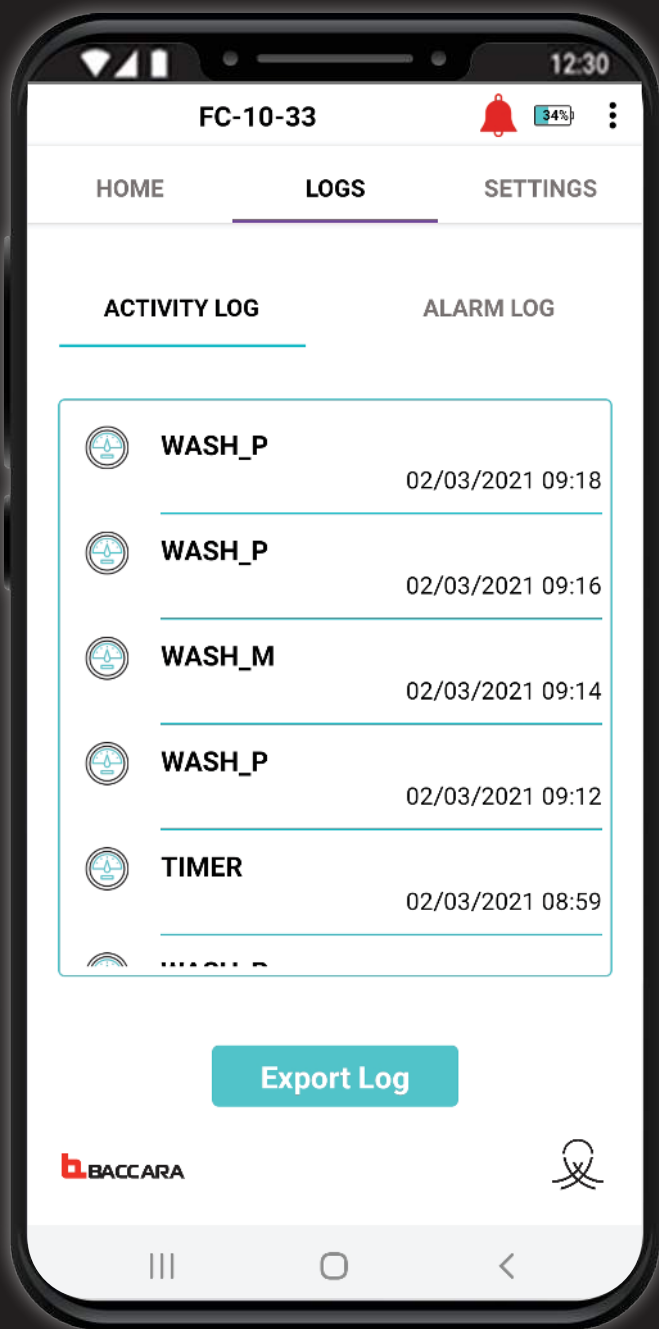 12:30
FC-10-33
34%
HOME LOGS SETTINGS
ACTIVITY LOG ALARM LOG
WASH_P
02/03/2021 09:18
WASH_P
02/03/2021 09:16
WASH_M
02/03/2021 09:14
WASH_P
02/03/2021 09:12
TIMER
02/03/2021 08:59
Export Log
BACCARA